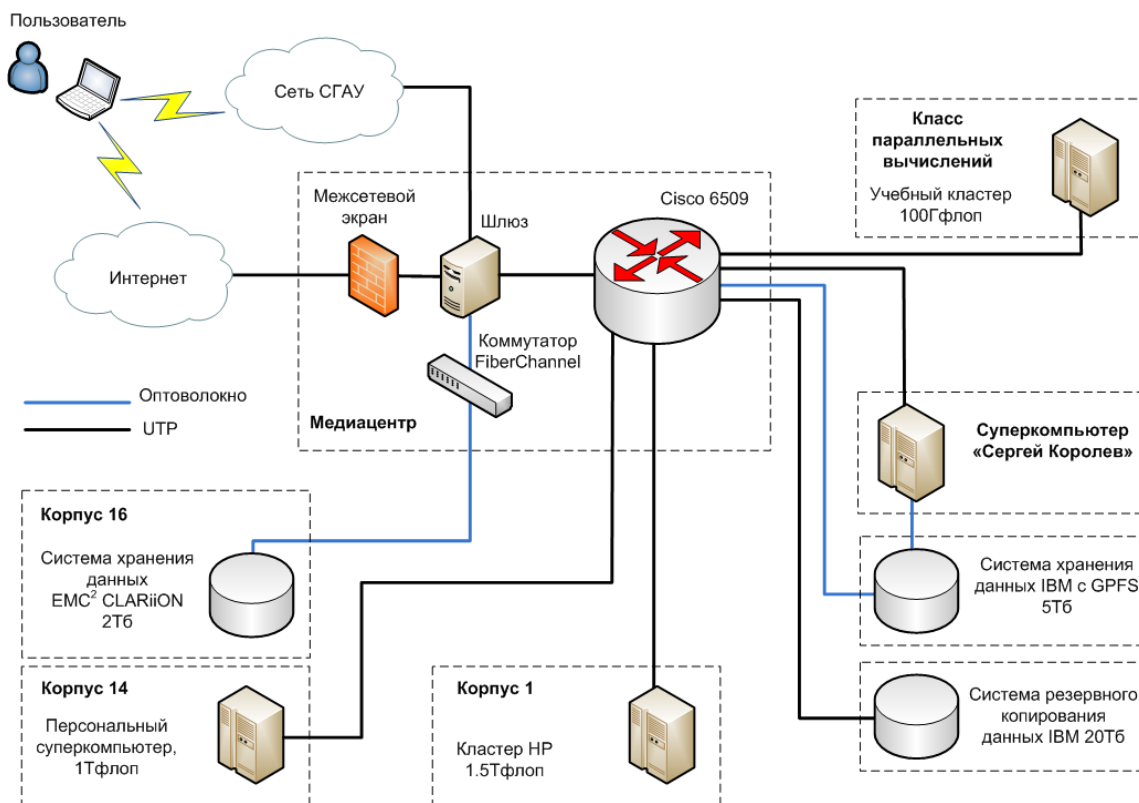 Пользователь
Сеть СГАУ
Интернет
Межсетевой
экран
Шлюз
Cisco 6509
Коммутатор
FiberChannel
Медиацентр
Класс
параллельных
вычислений
Учебный кластер
100Гфлоп
Оптоволокно
UTP
Суперкомпьютер
«Сергей Королев»
Корпус 16
Система хранения
данных
EMC² CLARiiON
2Тб
Система хранения
данных IBM с GPFS
5Тб
Корпус 14
Персональный
суперкомпьютер,
1Тфлоп
Корпус 1
Кластер HP
1.5Тфлоп
Система резервного
копирования
данных IBM 20Тб